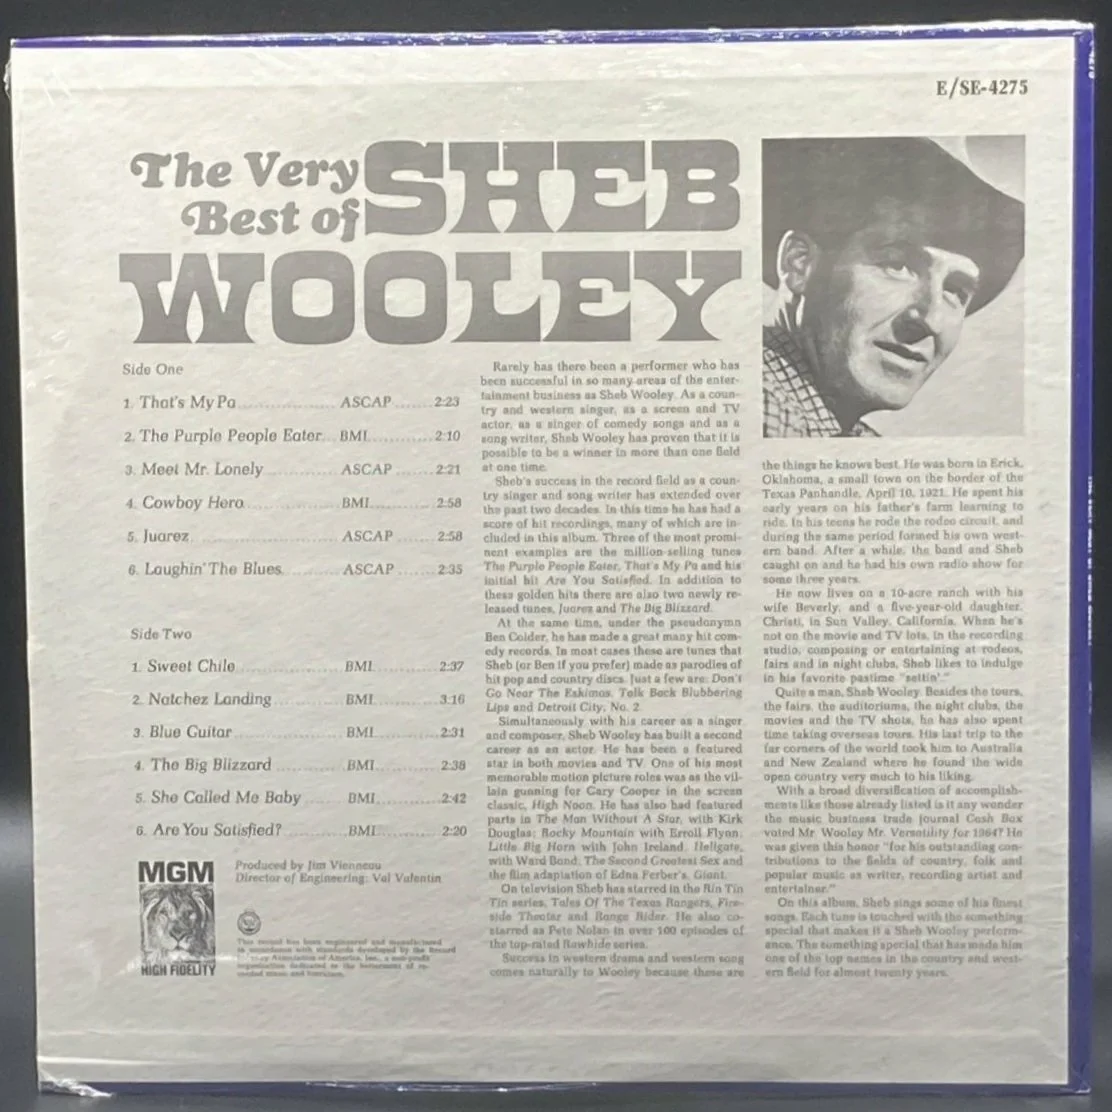 E/SE-4275
The Very
Best of
SHEB
WOOLEY
Side One
1. That's My Pa ASCAP 2:23
2. The Purple People Eater BMI 2:10
3. Meet Mr. Lonely ASCAP 2:21
4. Cowboy Hero BMI 2:58
5. Juarez ASCAP 2:58
6. Laughin' The Blues ASCAP 2:35
Side Two
1. Sweet Chile BMI 2:37
2. Natchez Landing BMI 3:16
3. Blue Guitar BMI 2:31
4. The Big Blizzard BMI 2:38
5. She Called Me Baby BMI 2:42
6. Are You Satisfied? BMI 2:20
MGM
HIGH FIDELITY
Produced by Jim Vienneau
Director of Engineering: Val Valentin
This record has been engineered and manufactured
in accordance with standards developed by the Record
Association of America, Inc., a non-profit
organization dedicated to the betterment of re-
corded music and literature.
Rarely has there been a performer who has
been successful in so many areas of the enter-
tainment business as Sheb Wooley. As a coun-
try and western singer, as a screen and TV
actor, as a singer of comedy songs and as a
song writer, Sheb Wooley has proven that it is
possible to be a winner in more than one field
at one time.
Sheb's success in the record field as a coun-
try singer and song writer has extended over
the past two decades. In this time he has had a
score of hit recordings, many of which are in-
cluded in this album. Three of the most promi-
nent examples are the million-selling tunes
The Purple People Eater, That's My Pa and his
initial hit Are You Satisfied. In addition to
these golden hits there are also two newly re-
leased tunes, Juarez and The Big Blizzard.
At the same time, under the pseudonymn
Ben Colder, he has made a great many hit com-
edy records. In most cases these are tunes that
Sheb (or Ben if you prefer) made as parodies of
hit pop and country discs. Just a few are: Don't
Go Near The Eskimos, Talk Back Blubbering
Lips and Detroit City, No. 2.
Simultaneously with his career as a singer
and composer, Sheb Wooley has built a second
career as an actor. He has been a featured
star in both movies and TV. One of his most
memorable motion picture roles was as the vil-
lain gunning for Gary Cooper in the screen
classic, High Noon. He has also had featured
parts in The Man Without A Star, with Kirk
Douglas; Rocky Mountain with Erroll Flynn;
Little Big Horn with John Ireland, Hellgate,
with Ward Bond, The Second Greatest Sex and
the film adaptation of Edna Ferber's, Giant.
On television Sheb has starred in the Rin Tin
Tin series, Tales Of The Texas Rangers, Fire-
side Theater and Range Rider. He also co-
starred as Pete Nolan in over 100 episodes of
the top-rated Rawhide series.
Success in western drama and western song
comes naturally to Wooley because these are
the things he knows best. He was born in Erick,
Oklahoma, a small town on the border of the
Texas Panhandle, April 10, 1921. He spent his
early years on his father's farm learning to
ride. In his teens he rode the rodeo circuit, and
during the same period formed his own west-
ern band. After a while, the band and Sheb
caught on and he had his own radio show for
some three years.
He now lives on a 10-acre ranch with his
wife Beverly, and a five-year-old daughter,
Christi, in Sun Valley, California. When he's
not on the movie and TV lots, in the recording
studio, composing or entertaining at rodeos,
fairs and in night clubs, Sheb likes to indulge
in his favorite pastime "settin'."
Quite a man, Sheb Wooley. Besides the tours,
the fairs, the auditoriums, the night clubs, the
movies and the TV shots, he has also spent
time taking overseas tours. His last trip to the
far corners of the world took him to Australia
and New Zealand where he found the wide
open country very much to his liking.
With a broad diversification of accomplish-
ments like those already listed is it any wonder
the music business trade journal Cash Box
voted Mr. Wooley Mr. Versatility for 1964? He
was given this honor "for his outstanding con-
tributions to the fields of country, folk and
popular music as writer, recording artist and
entertainer."
On this album, Sheb sings some of his finest
songs. Each tune is touched with the something
special that makes it a Sheb Wooley perform-
ance. The something special that has made him
one of the top names in the country and west-
ern field for almost twenty years.